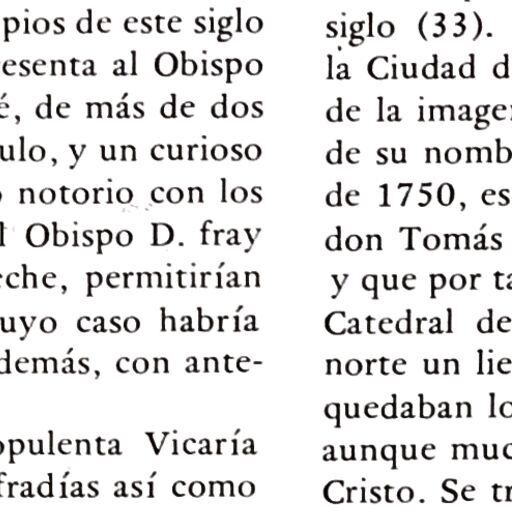 pios de este siglo
esenta al Obispo
é, de más de dos
ulo, y un curioso
notorio con los
l Obispo D. fray
eche, permitirían
uyo caso habría
demás, con ante-
opulenta Vicaría
fradías así como
siglo (33).
la Ciudad d
de la image
de su nomb
de 1750, es
don Tomás
y que por ta
Catedral de
norte un lie
quedaban lo
aunque muc
Cristo. Se tr